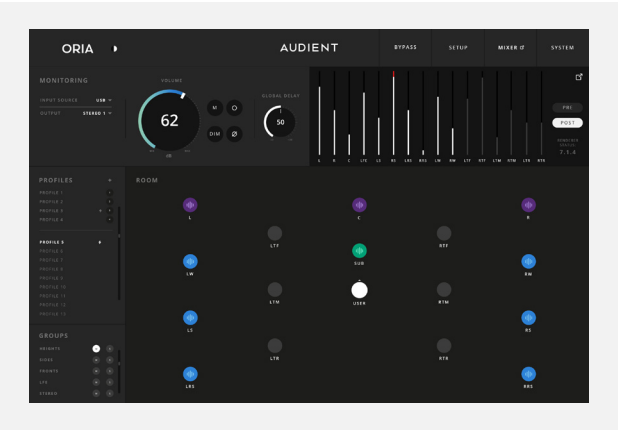 ORIA
AUDIENT
BYPASS
SETUP
MIXER
SYSTEM
MONITORING
INPUT SOURCE USB
OUTPUT STEREO 1
VOLUME
62
dB
M
DIM
Ø
GLOBAL DELAY
50
L R C LFE LS RS LRS RRS LW RW LTF RTF LTM RTM LTR RTR
PRE
POST
7.1.4
PROFILES +
PROFILE 1
PROFILE 2
PROFILE 3
PROFILE 4
PROFILE 5
PROFILE 6
PROFILE 7
PROFILE 8
PROFILE 9
PROFILE 10
PROFILE 11
PROFILE 12
PROFILE 13
GROUPS
HEIGHTS
SIDES
FRONTS
LFE
STEREO
ROOM
L C R
LTF RTF
SUB
LW RW
LTM USER RTM
LS RS
LTR RTR
LRS RRS